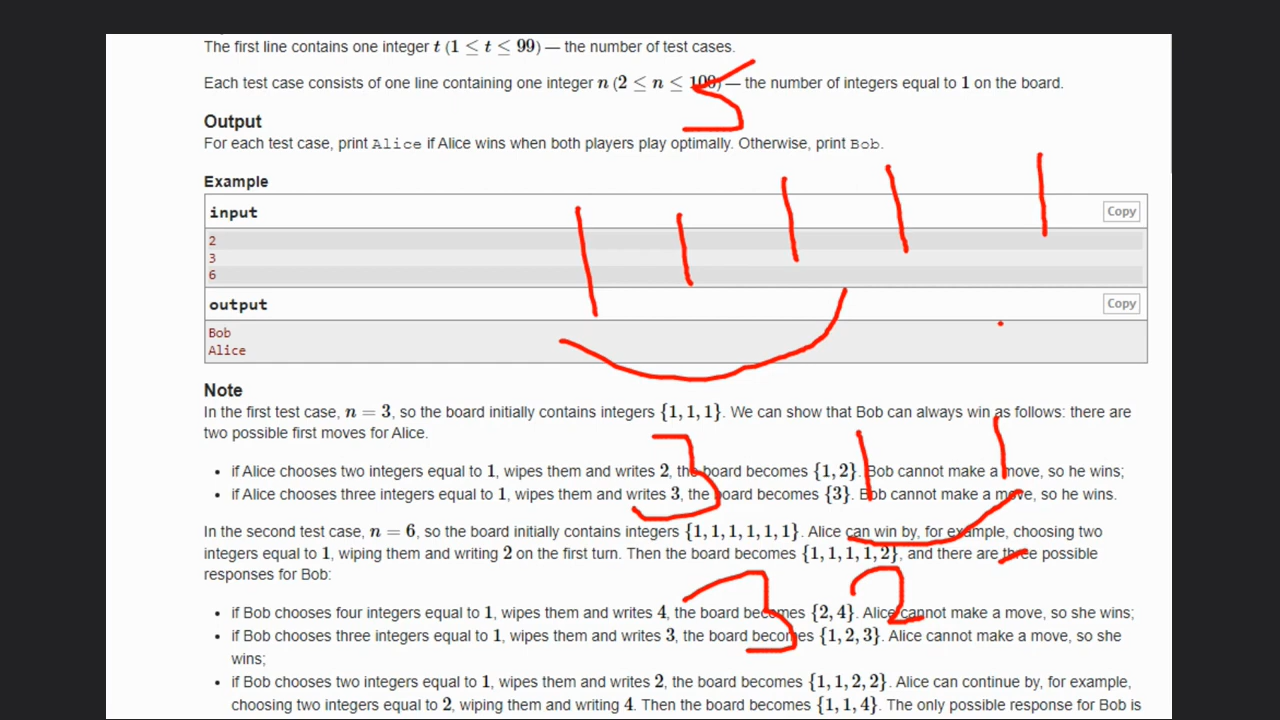 The first line contains one integer t (1 ≤ t ≤ 99) — the number of test cases.
Each test case consists of one line containing one integer n (2 ≤ n ≤ 100) — the number of integers equal to 1 on the board.
5
Output
For each test case, print Alice if Alice wins when both players play optimally. Otherwise, print Bob.
Example
1 1 1 1 1
input
Copy
2
3
6
output
Copy
Bob
Alice
Note
In the first test case, n = 3, so the board initially contains integers {1, 1, 1}. We can show that Bob can always win as follows: there are
two possible first moves for Alice.
3 1 1
• if Alice chooses two integers equal to 1, wipes them and writes 2, the board becomes {1, 2}. Bob cannot make a move, so he wins;
• if Alice chooses three integers equal to 1, wipes them and writes 3, the board becomes {3}. Bob cannot make a move, so he wins.
In the second test case, n = 6, so the board initially contains integers {1, 1, 1, 1, 1, 1}. Alice can win by, for example, choosing two
integers equal to 1, wiping them and writing 2 on the first turn. Then the board becomes {1, 1, 1, 1, 2}, and there are three possible
responses for Bob:
3 2
• if Bob chooses four integers equal to 1, wipes them and writes 4, the board becomes {2, 4}. Alice cannot make a move, so she wins;
• if Bob chooses three integers equal to 1, wipes them and writes 3, the board becomes {1, 2, 3}. Alice cannot make a move, so she
wins;
• if Bob chooses two integers equal to 1, wipes them and writes 2, the board becomes {1, 1, 2, 2}. Alice can continue by, for example,
choosing two integers equal to 2, wiping them and writing 4. Then the board becomes {1, 1, 4}. The only possible response for Bob is